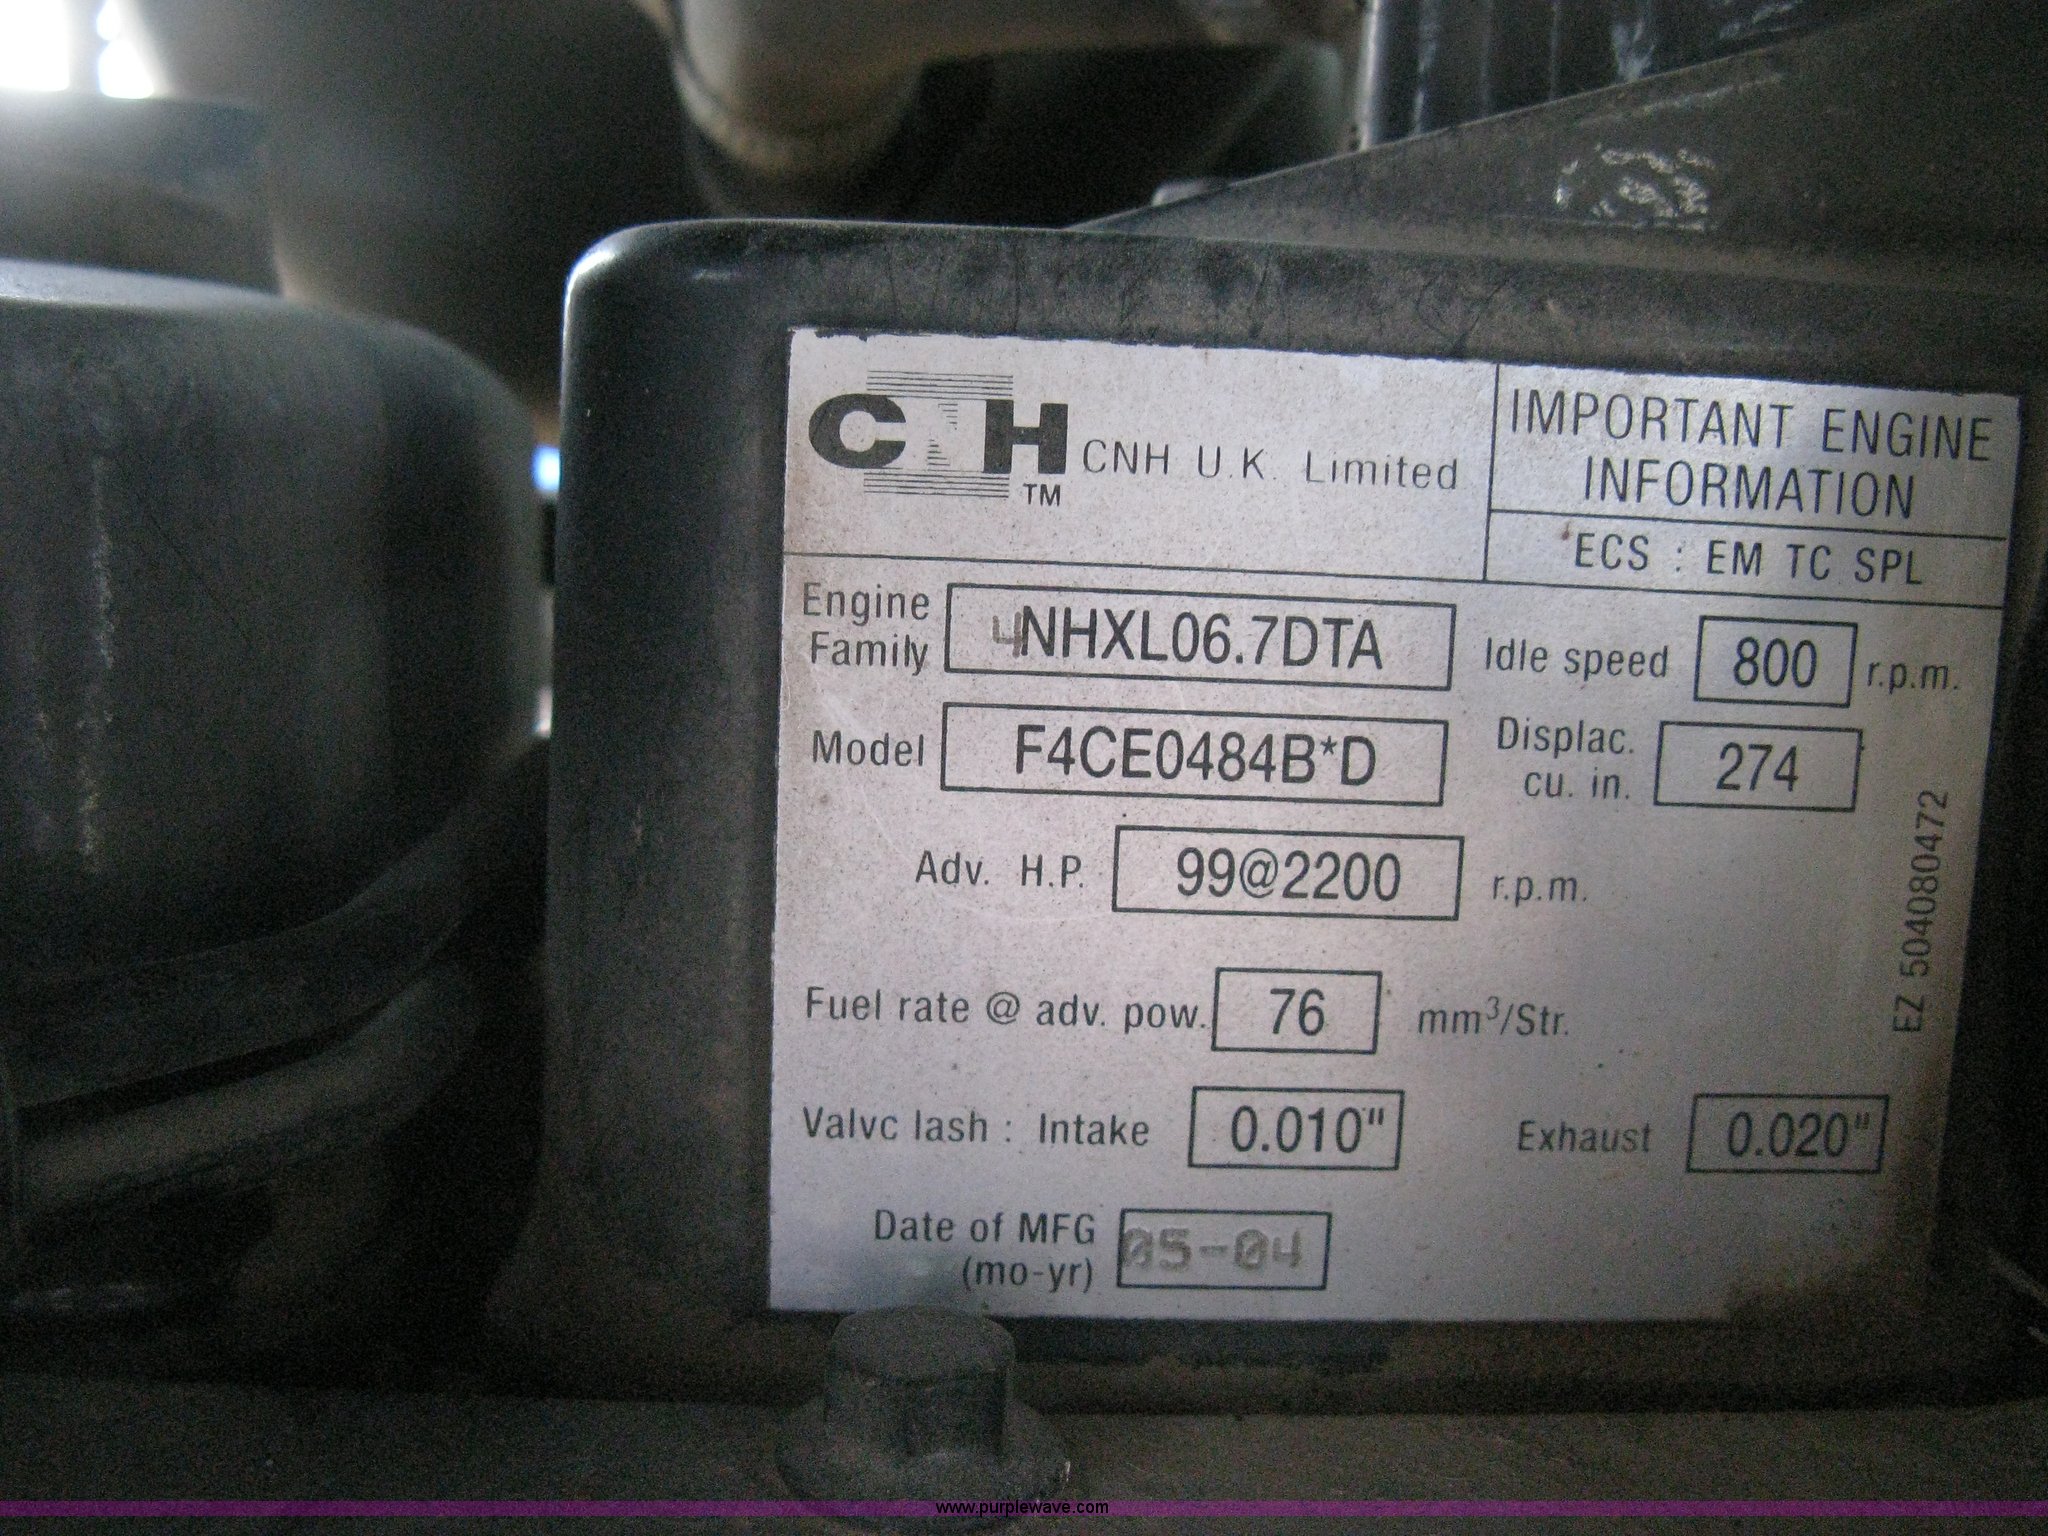 CNH TM
CNH U.K. Limited
IMPORTANT ENGINE
INFORMATION
ECS : EM TC SPL
Engine
Family
4NHXL06.7DTA
Idle speed 800 r.p.m.
Model F4CE0484B*D
Displac.
cu. in.
274
Adv. H.P. 99@2200 r.p.m.
Fuel rate @ adv. pow. 76 mm³/Str.
Valvc lash : Intake 0.010" Exhaust 0.020"
Date of MFG
(mo-yr)
05-04
EZ 504080472
www.purplewave.com